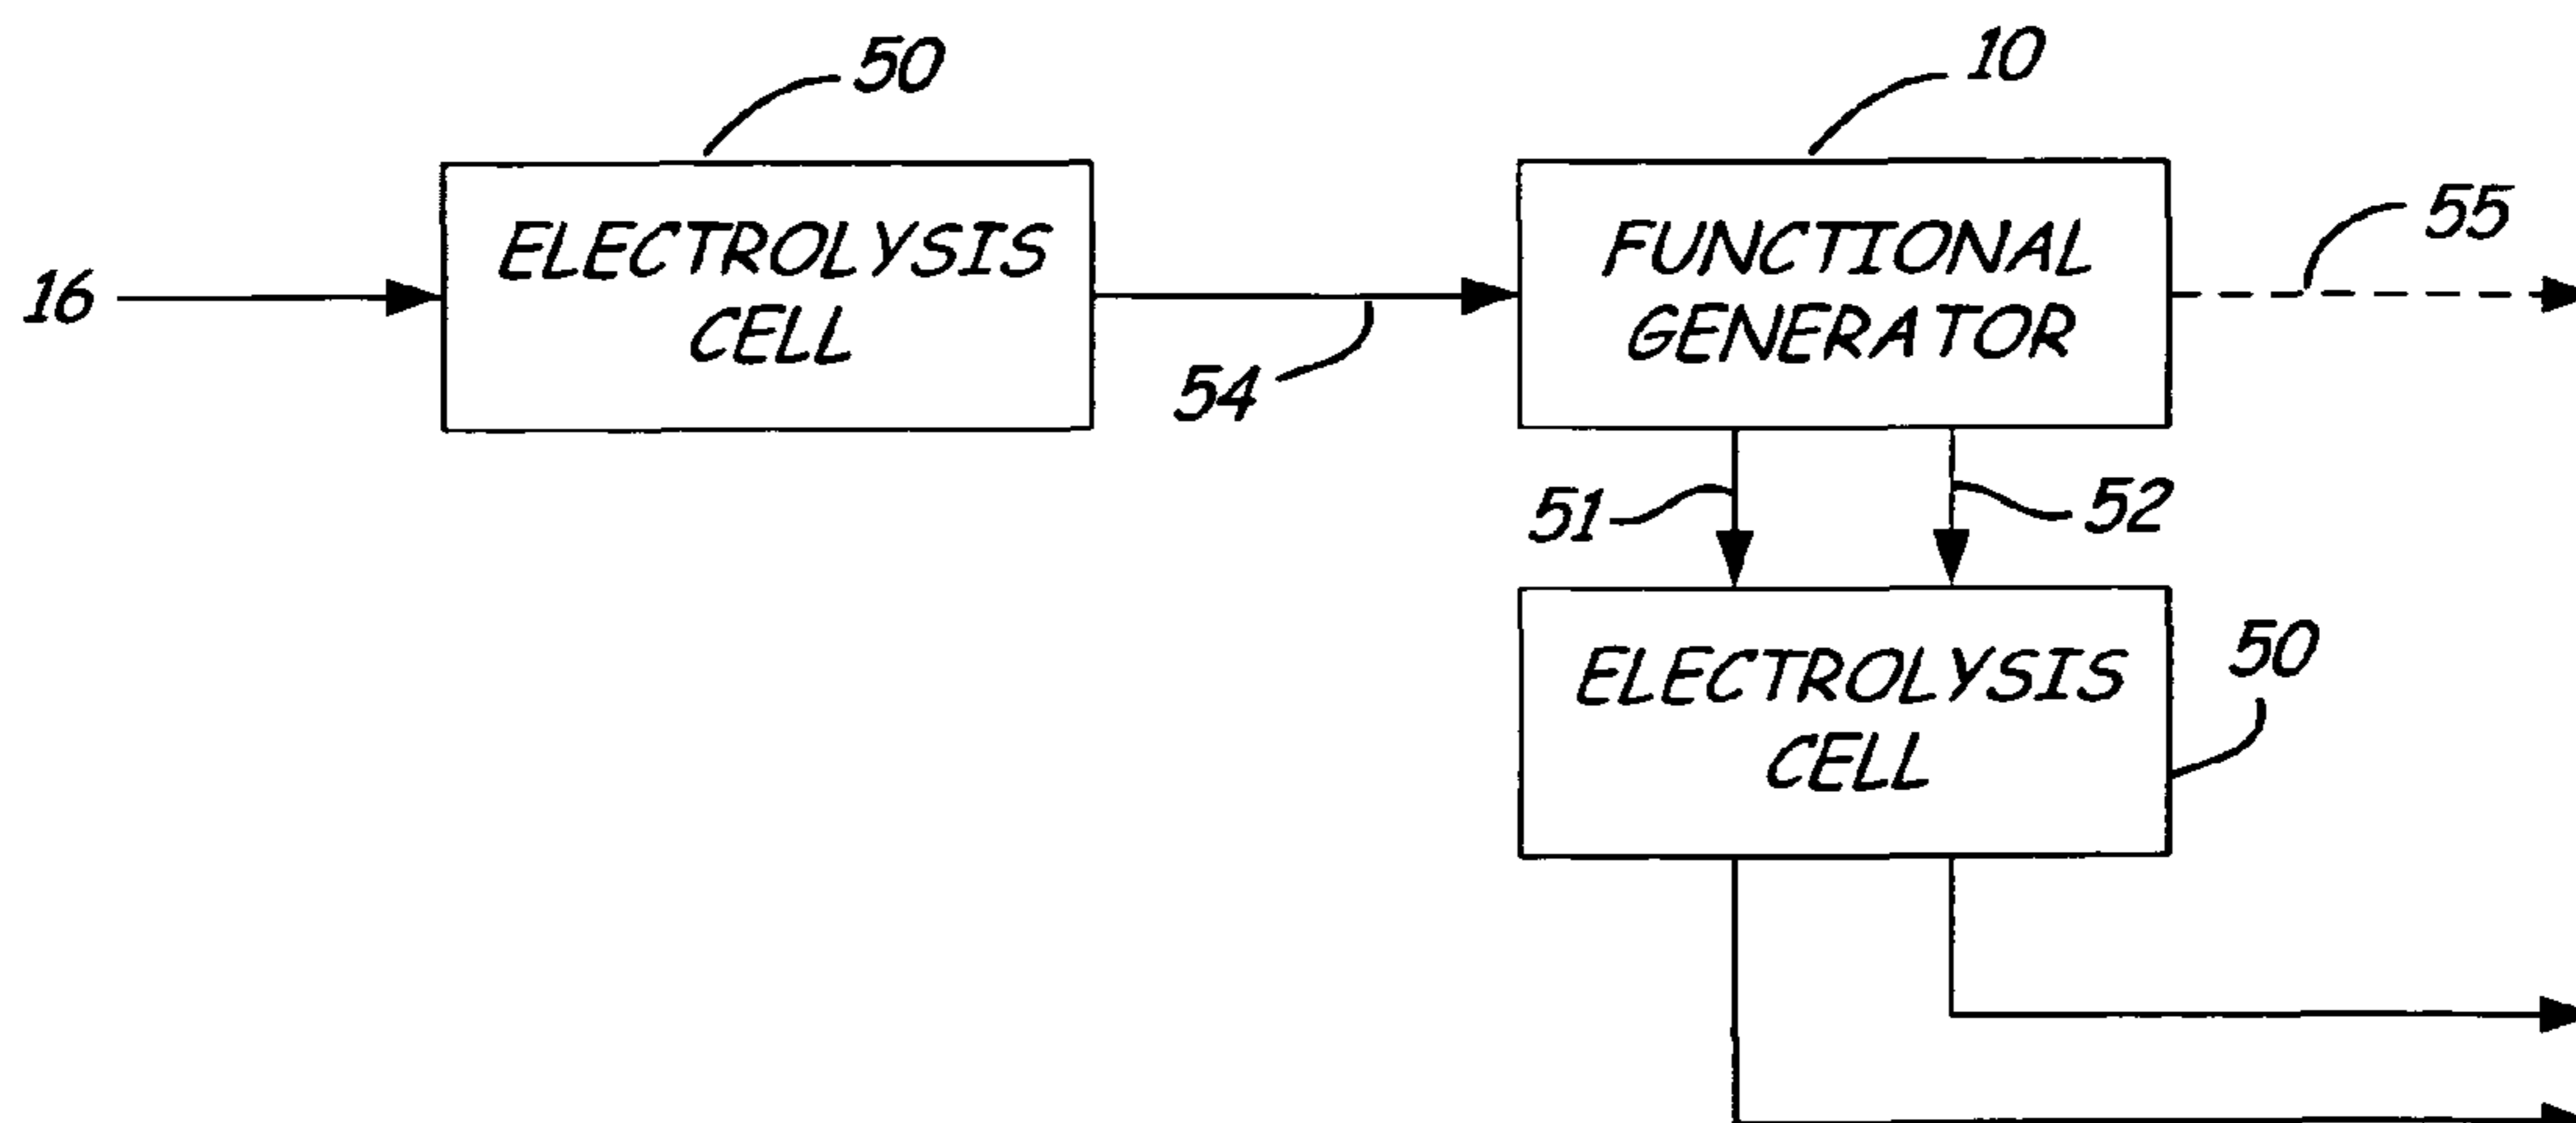 50
10
ELECTROLYSIS
CELL
FUNCTIONAL
GENERATOR
55
16
54
51
52
ELECTROLYSIS
CELL
50